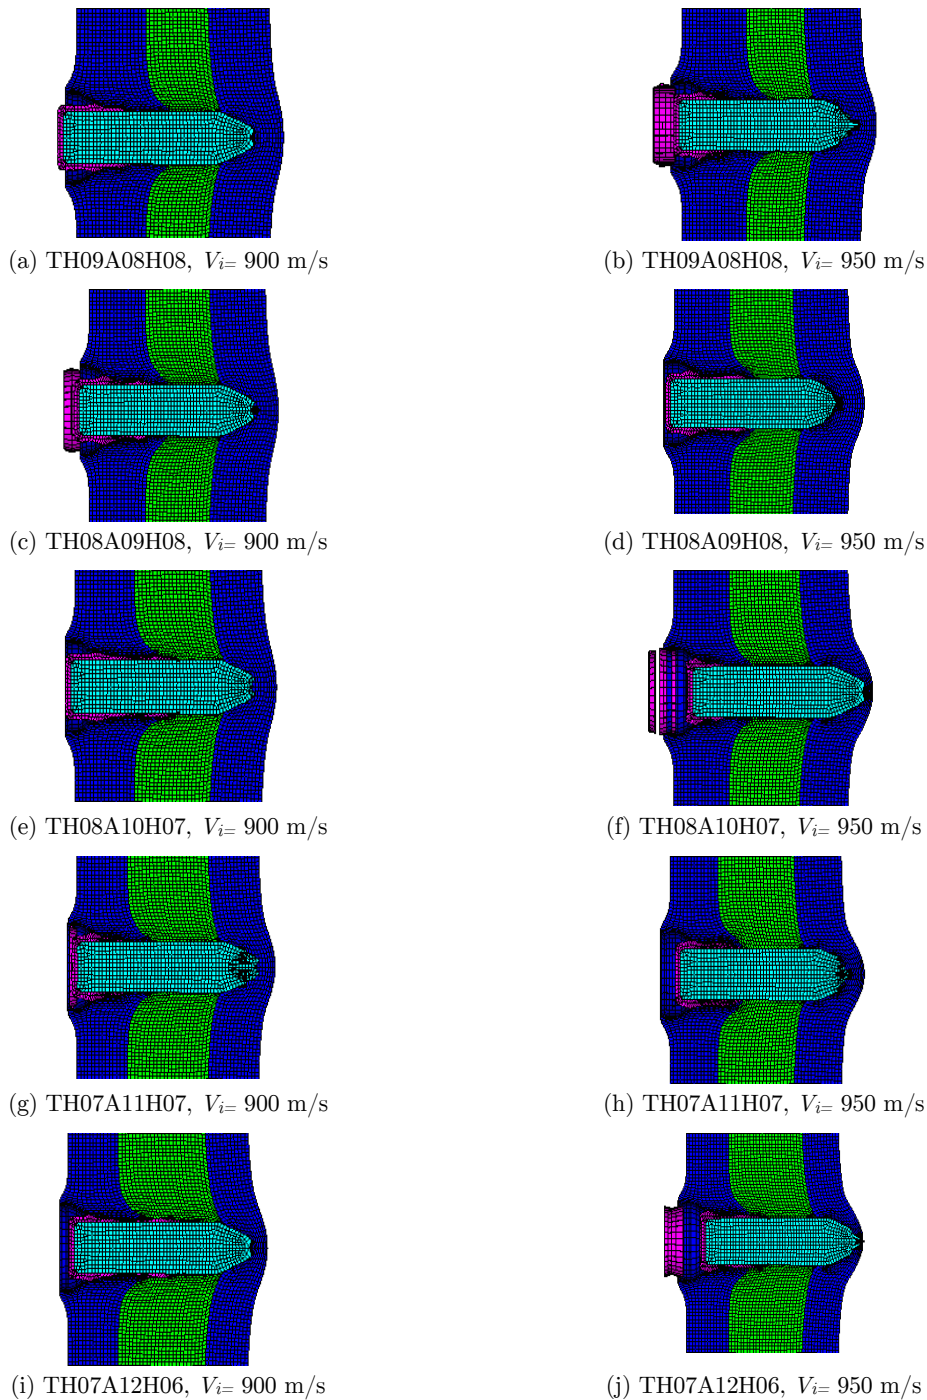 (a) TH09A08H08, Vi= 900 m/s
(b) TH09A08H08, Vi= 950 m/s
(c) TH08A09H08, Vi= 900 m/s
(d) TH08A09H08, Vi= 950 m/s
(e) TH08A10H07, Vi= 900 m/s
(f) TH08A10H07, Vi= 950 m/s
(g) TH07A11H07, Vi= 900 m/s
(h) TH07A11H07, Vi= 950 m/s
(i) TH07A12H06, Vi= 900 m/s
(j) TH07A12H06, Vi= 950 m/s